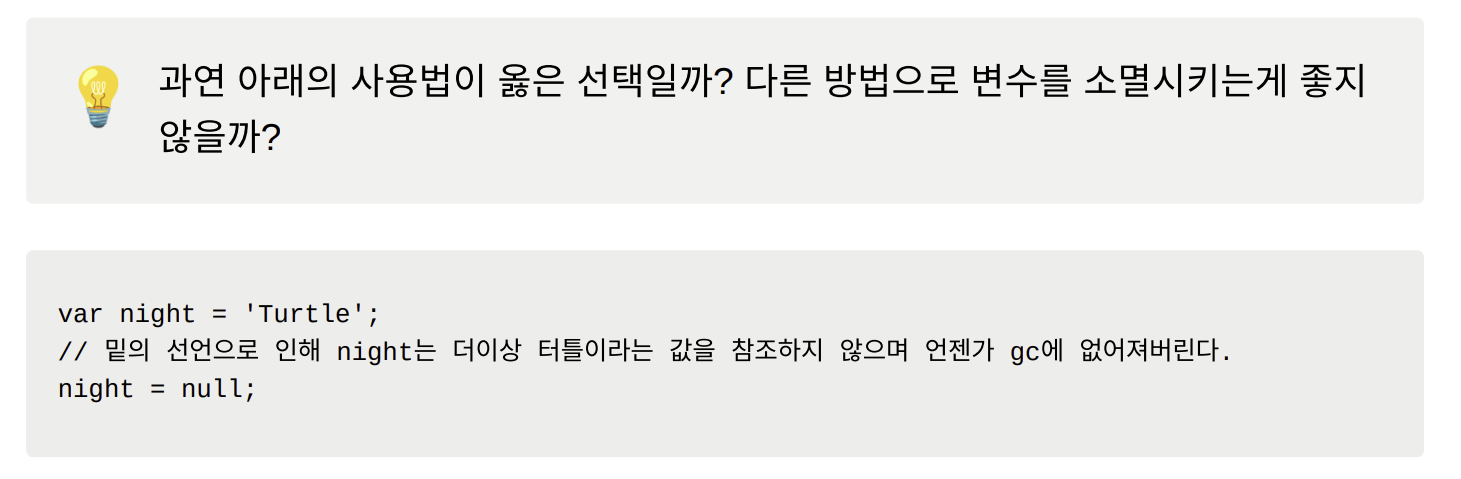 과연 아래의 사용법이 옳은 선택일까? 다른 방법으로 변수를 소멸시키는게 좋지
않을까?
var night = 'Turtle';
// 밑의 선언으로 인해 night는 더이상 터틀이라는 값을 참조하지 않으며 언젠가 gc에 없어져버린다.
night = null;